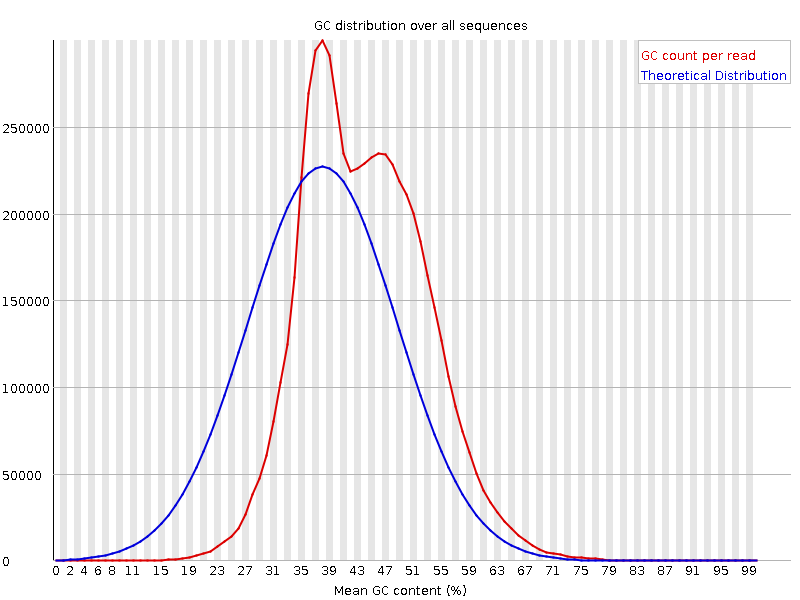 GC distribution over all sequences
GC count per read
Theoretical Distribution
250000
200000
150000
100000
50000
0
0 2 4 6 8 11 15 19 23 27 31 35 39 43 47 51 55 59 63 67 71 75 79 83 87 91 95 99
Mean GC content (%)